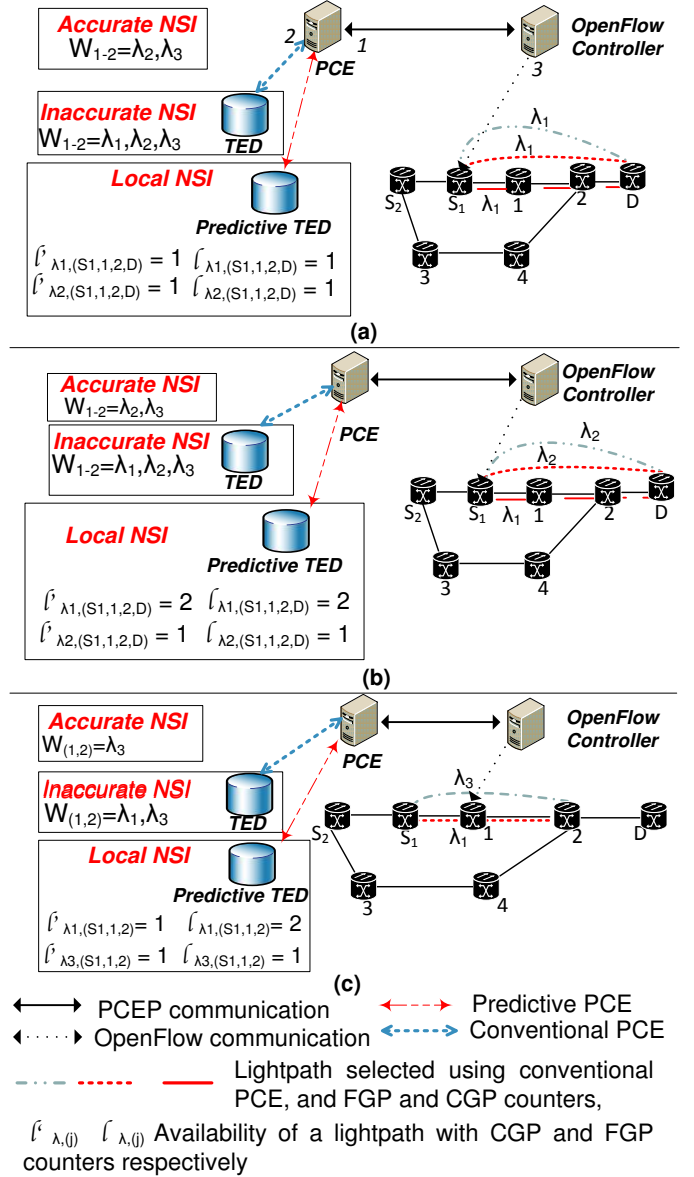 Accurate NSI
W1-2=λ2,λ3
2
1
PCE
3
OpenFlow
Controller
Inaccurate NSI
W1-2=λ1,λ2,λ3
TED
Local NSI
Predictive TED
ƪ' λ1,(S1,1,2,D) = 1 ƪ λ1,(S1,1,2,D) = 1
ƪ' λ2,(S1,1,2,D) = 1 ƪ λ2,(S1,1,2,D) = 1
λ1
λ1
S2
S1
λ1
1
2
D
3
4
(a)
Accurate NSI
W1-2=λ2,λ3
PCE
OpenFlow
Controller
Inaccurate NSI
W1-2=λ1,λ2,λ3
TED
Local NSI
Predictive TED
ƪ' λ1,(S1,1,2,D) = 2 ƪ λ1,(S1,1,2,D) = 2
ƪ' λ2,(S1,1,2,D) = 1 ƪ λ2,(S1,1,2,D) = 1
λ2
λ2
S2
S1
λ1
1
2
D
3
4
(b)
Accurate NSI
W(1,2)=λ3
PCE
OpenFlow
Controller
Inaccurate NSI
W(1,2)=λ1,λ3
TED
Local NSI
Predictive TED
ƪ' λ1,(S1,1,2)= 1 ƪ λ1,(S1,1,2)= 2
ƪ' λ3,(S1,1,2)= 1 ƪ λ3,(S1,1,2)= 1
λ3
S2
S1
λ1
1
2
D
3
4
(c)
PCEP communication
Predictive PCE
OpenFlow communication
Conventional PCE
Lightpath selected using conventional
PCE, and FGP and CGP counters,
ƪ' λ,(j) ƪ λ,(j) Availability of a lightpath with CGP and FGP
counters respectively